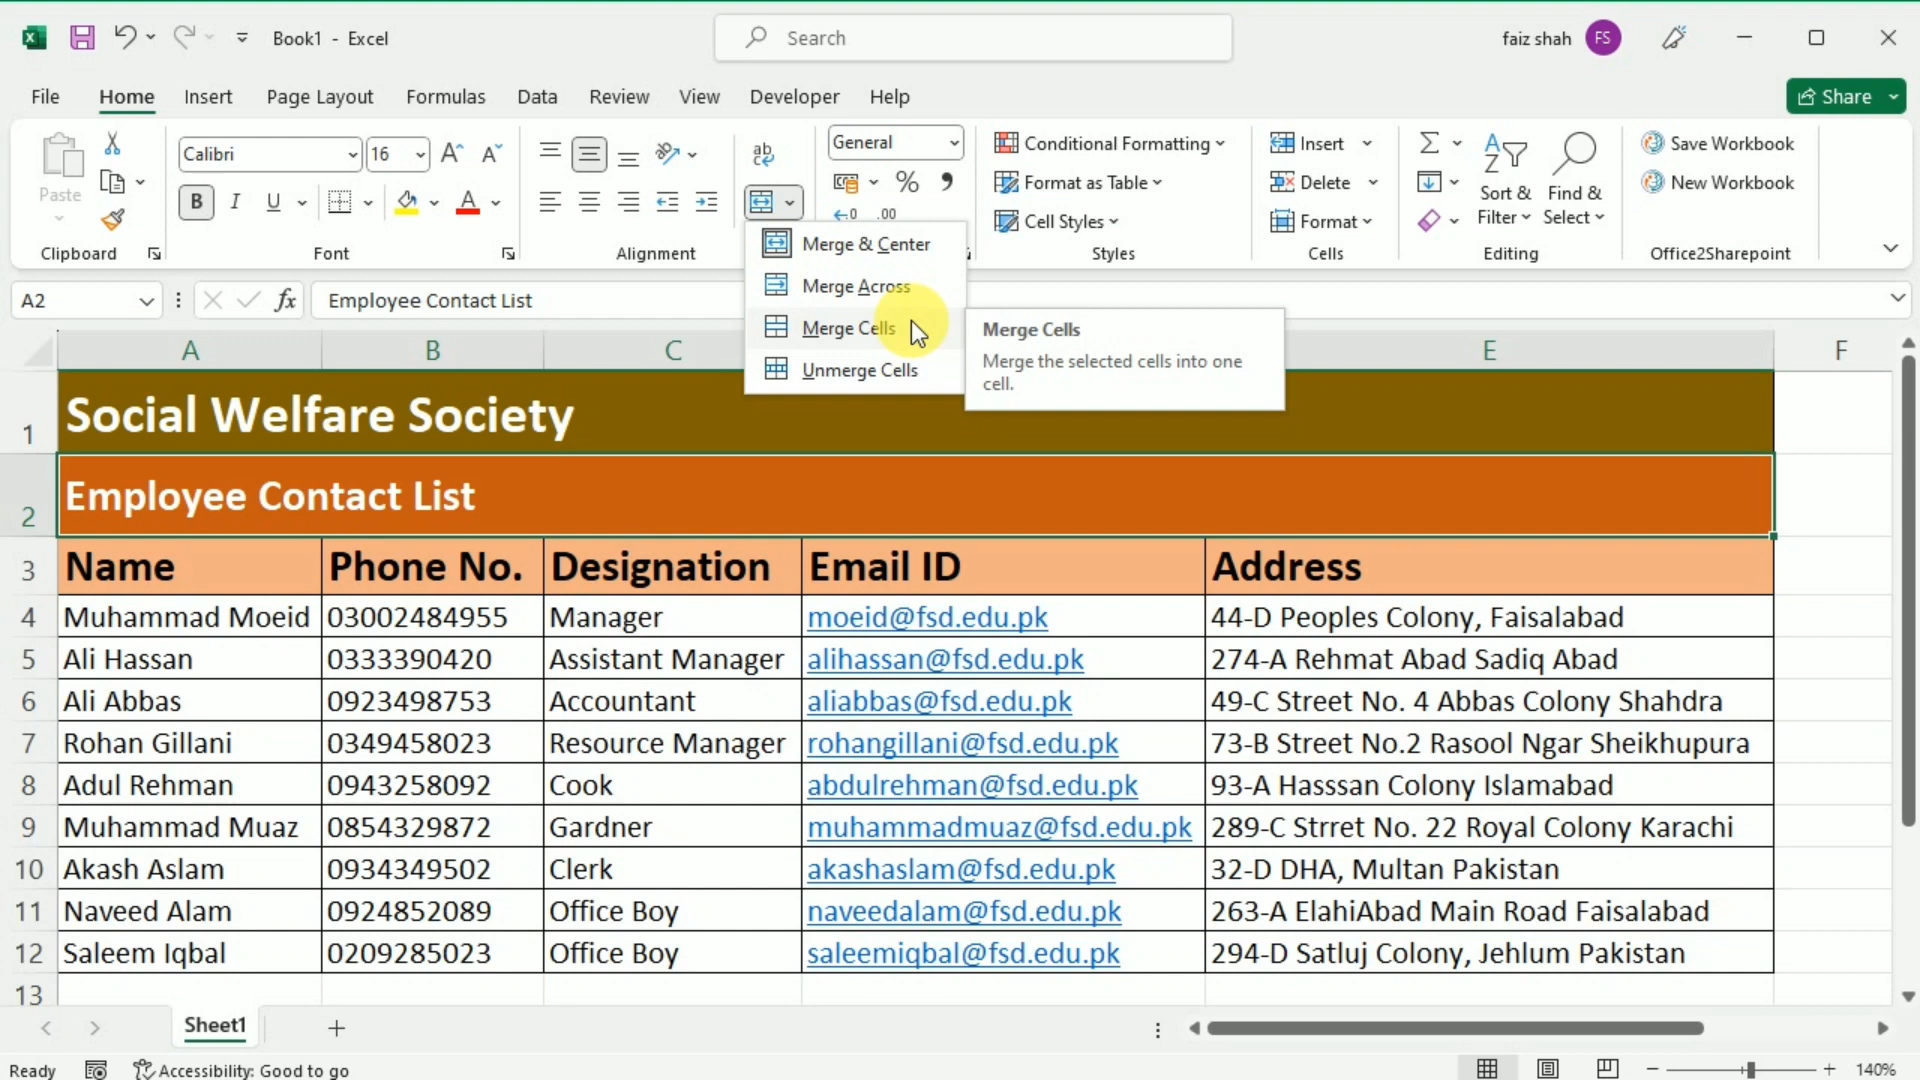 Book1 - Excel
Search
faiz shah FS
File Home Insert Page Layout Formulas Data Review View Developer Help Share
Paste
Calibri 16
B I U A
General
Conditional Formatting
Format as Table
Cell Styles
Insert
Delete
Format
Sort & Filter
Find & Select
Save Workbook
New Workbook
Clipboard Font Alignment Styles Cells Editing Office2Sharepoint
Merge & Center
Merge Across
Merge Cells
Unmerge Cells
Merge Cells
Merge the selected cells into one
cell.
A2 fx Employee Contact List
A B C E F
1 Social Welfare Society
2 Employee Contact List
3 Name Phone No. Designation Email ID Address
4 Muhammad Moeid 03002484955 Manager moeid@fsd.edu.pk 44-D Peoples Colony, Faisalabad
5 Ali Hassan 0333390420 Assistant Manager alihassan@fsd.edu.pk 274-A Rehmat Abad Sadiq Abad
6 Ali Abbas 0923498753 Accountant aliabbas@fsd.edu.pk 49-C Street No. 4 Abbas Colony Shahdra
7 Rohan Gillani 0349458023 Resource Manager rohangillani@fsd.edu.pk 73-B Street No.2 Rasool Ngar Sheikhupura
8 Adul Rehman 0943258092 Cook abdulrehman@fsd.edu.pk 93-A Hasssan Colony Islamabad
9 Muhammad Muaz 0854329872 Gardner muhammadmuaz@fsd.edu.pk 289-C Strret No. 22 Royal Colony Karachi
10 Akash Aslam 0934349502 Clerk akashaslam@fsd.edu.pk 32-D DHA, Multan Pakistan
11 Naveed Alam 0924852089 Office Boy naveedalam@fsd.edu.pk 263-A ElahiAbad Main Road Faisalabad
12 Saleem Iqbal 0209285023 Office Boy saleemiqbal@fsd.edu.pk 294-D Satluj Colony, Jehlum Pakistan
13
Sheet1
Ready Accessibility: Good to go 140%